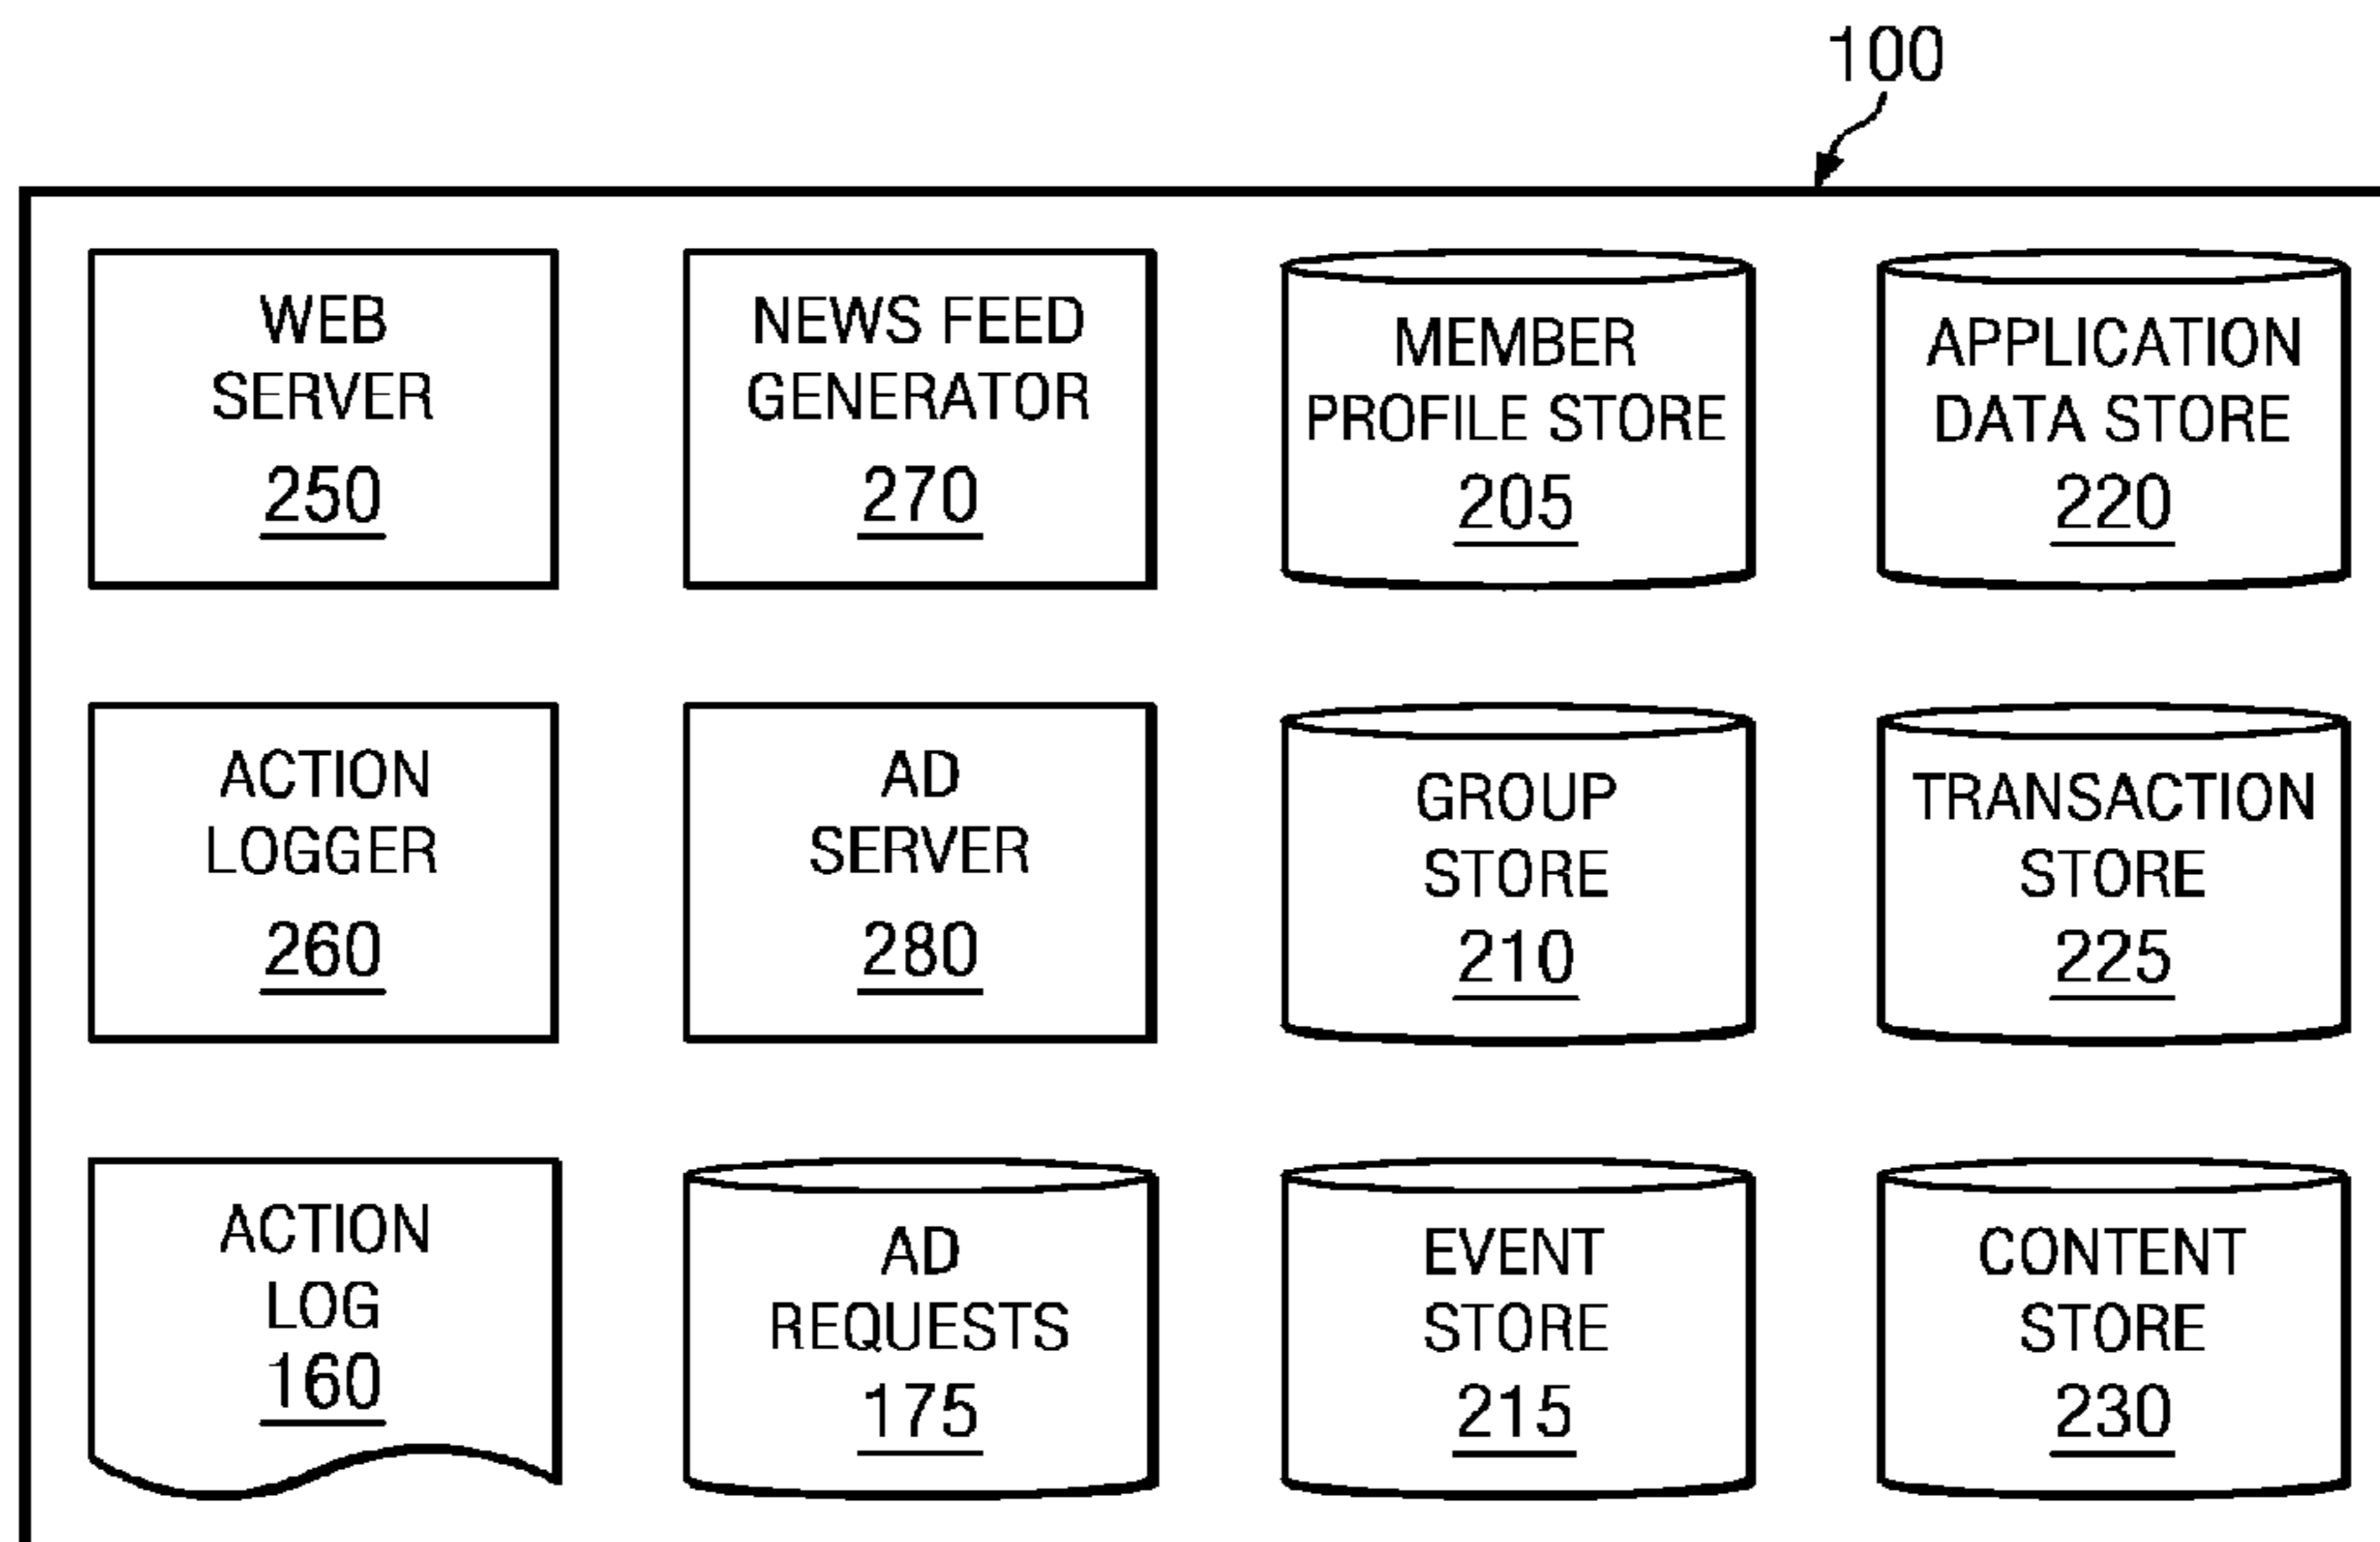 100
WEB
SERVER
250
NEWS FEED
GENERATOR
270
MEMBER
PROFILE STORE
205
APPLICATION
DATA STORE
220
ACTION
LOGGER
260
AD
SERVER
280
GROUP
STORE
210
TRANSACTION
STORE
225
ACTION
LOG
160
AD
REQUESTS
175
EVENT
STORE
215
CONTENT
STORE
230